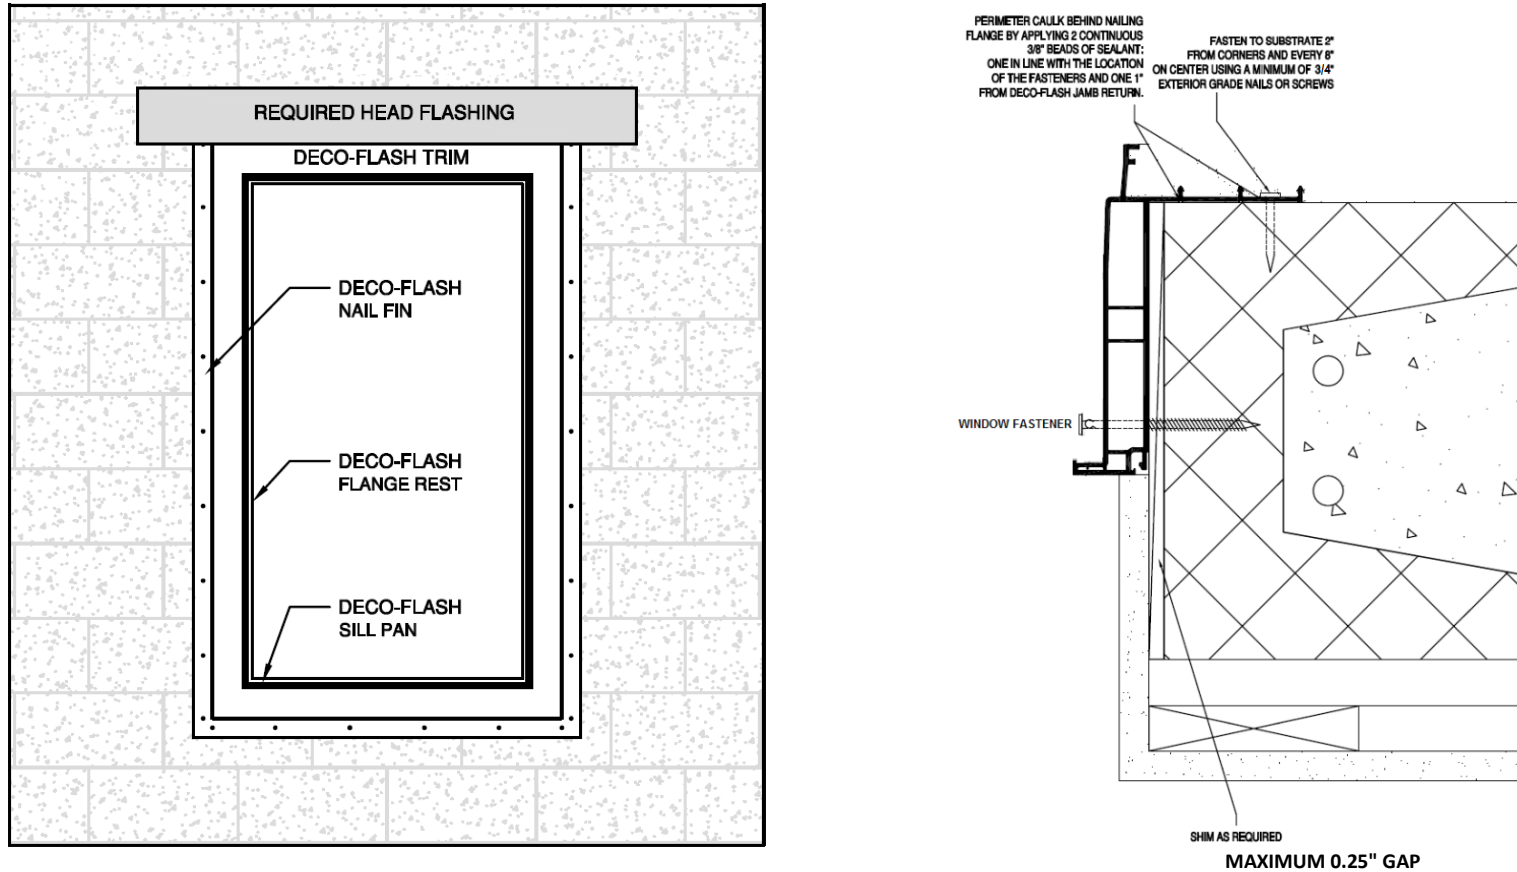 REQUIRED HEAD FLASHING
DECO-FLASH TRIM
DECO-FLASH
NAIL FIN
DECO-FLASH
FLANGE REST
DECO-FLASH
SILL PAN
PERIMETER CAULK BEHIND NAILING
FLANGE BY APPLYING 2 CONTINUOUS
3/8" BEADS OF SEALANT:
ONE IN LINE WITH THE LOCATION
OF THE FASTENERS AND ONE 1"
FROM DECO-FLASH JAMB RETURN.
FASTEN TO SUBSTRATE 2"
FROM CORNERS AND EVERY 8"
ON CENTER USING A MINIMUM OF 3/4"
EXTERIOR GRADE NAILS OR SCREWS
WINDOW FASTENER
SHIM AS REQUIRED
MAXIMUM 0.25" GAP